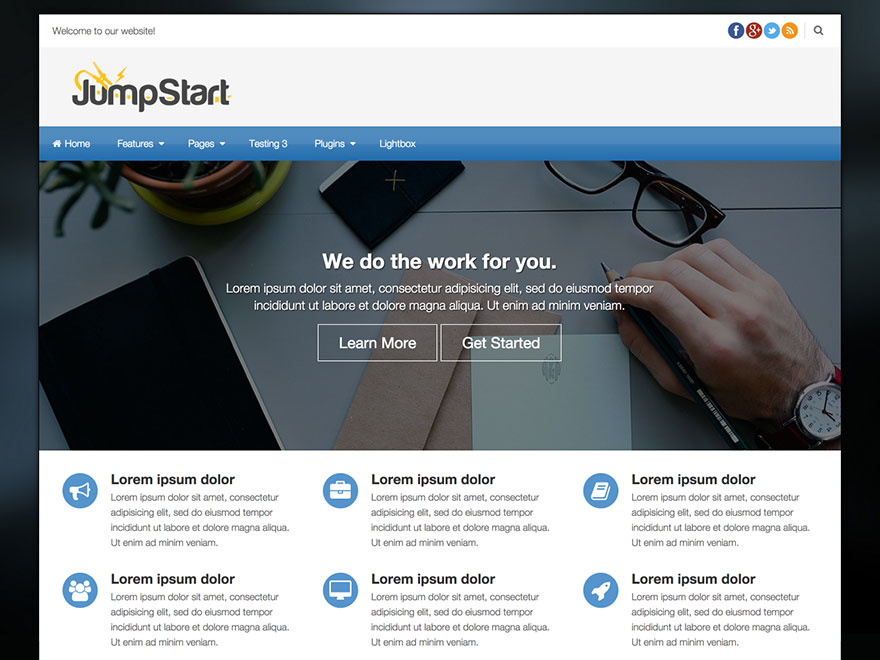 Welcome to our website!
JumpStart
Home Features Pages Testing 3 Plugins Lightbox
We do the work for you.
Lorem ipsum dolor sit amet, consectetur adipisicing elit, sed do eiusmod tempor
incididunt ut labore et dolore magna aliqua. Ut enim ad minim veniam.
Learn More Get Started
Lorem ipsum dolor
Lorem ipsum dolor sit amet, consectetur
adipisicing elit, sed do eiusmod tempor
incididunt ut labore et dolore magna aliqua.
Ut enim ad minim veniam.
Lorem ipsum dolor
Lorem ipsum dolor sit amet, consectetur
adipisicing elit, sed do eiusmod tempor
incididunt ut labore et dolore magna aliqua.
Ut enim ad minim veniam.
Lorem ipsum dolor
Lorem ipsum dolor sit amet, consectetur
adipisicing elit, sed do eiusmod tempor
incididunt ut labore et dolore magna aliqua.
Ut enim ad minim veniam.
Lorem ipsum dolor
Lorem ipsum dolor sit amet, consectetur
adipisicing elit, sed do eiusmod tempor
incididunt ut labore et dolore magna aliqua.
Ut enim ad minim veniam.
Lorem ipsum dolor
Lorem ipsum dolor sit amet, consectetur
adipisicing elit, sed do eiusmod tempor
incididunt ut labore et dolore magna aliqua.
Ut enim ad minim veniam.
Lorem ipsum dolor
Lorem ipsum dolor sit amet, consectetur
adipisicing elit, sed do eiusmod tempor
incididunt ut labore et dolore magna aliqua.
Ut enim ad minim veniam.